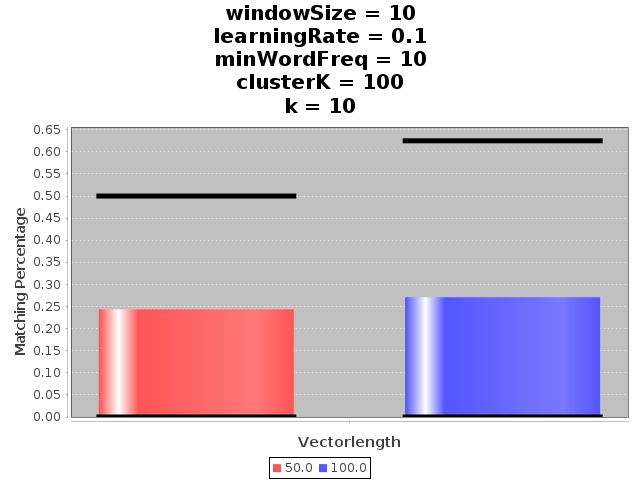 windowSize = 10
learningRate = 0.1
minWordFreq = 10
clusterK = 100
k = 10
Matching Percentage
0.65
0.60
0.55
0.50
0.45
0.40
0.35
0.30
0.25
0.20
0.15
0.10
0.05
0.00
Vectorlength
50.0 100.0